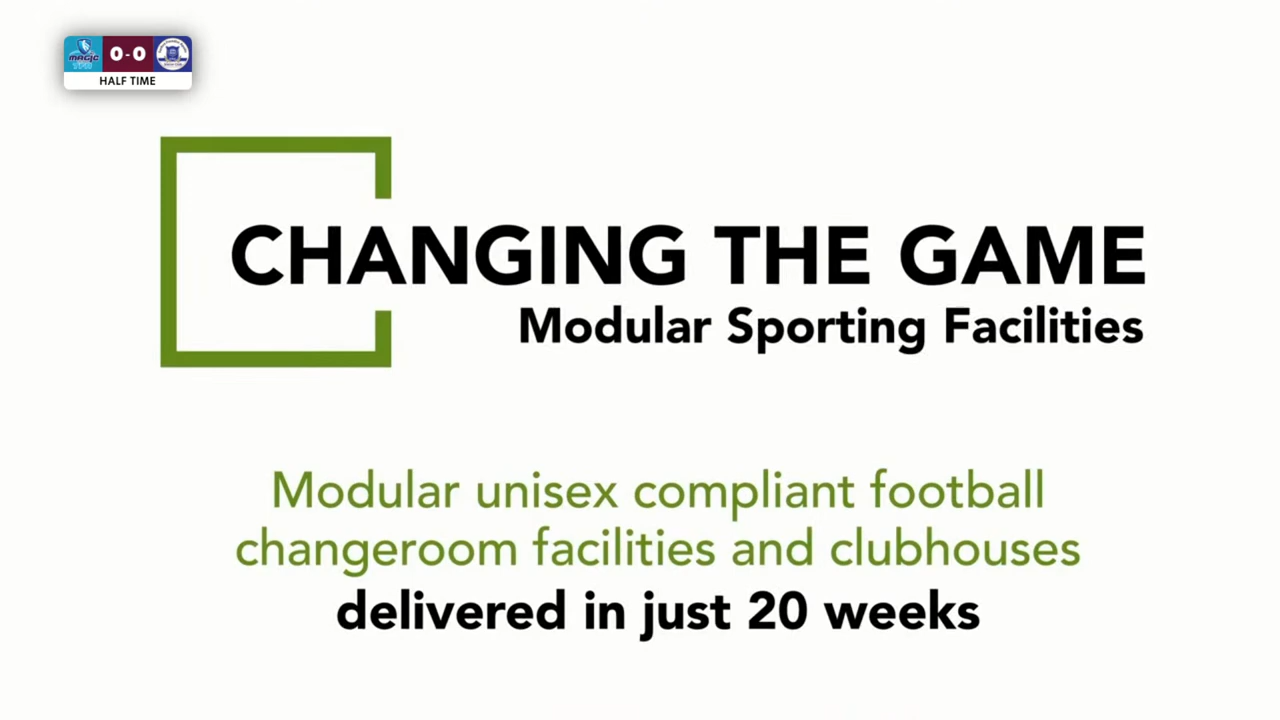 MAGIC
0-0
HALF TIME
CHANGING THE GAME
Modular Sporting Facilities
Modular unisex compliant football
changeroom facilities and clubhouses
delivered in just 20 weeks